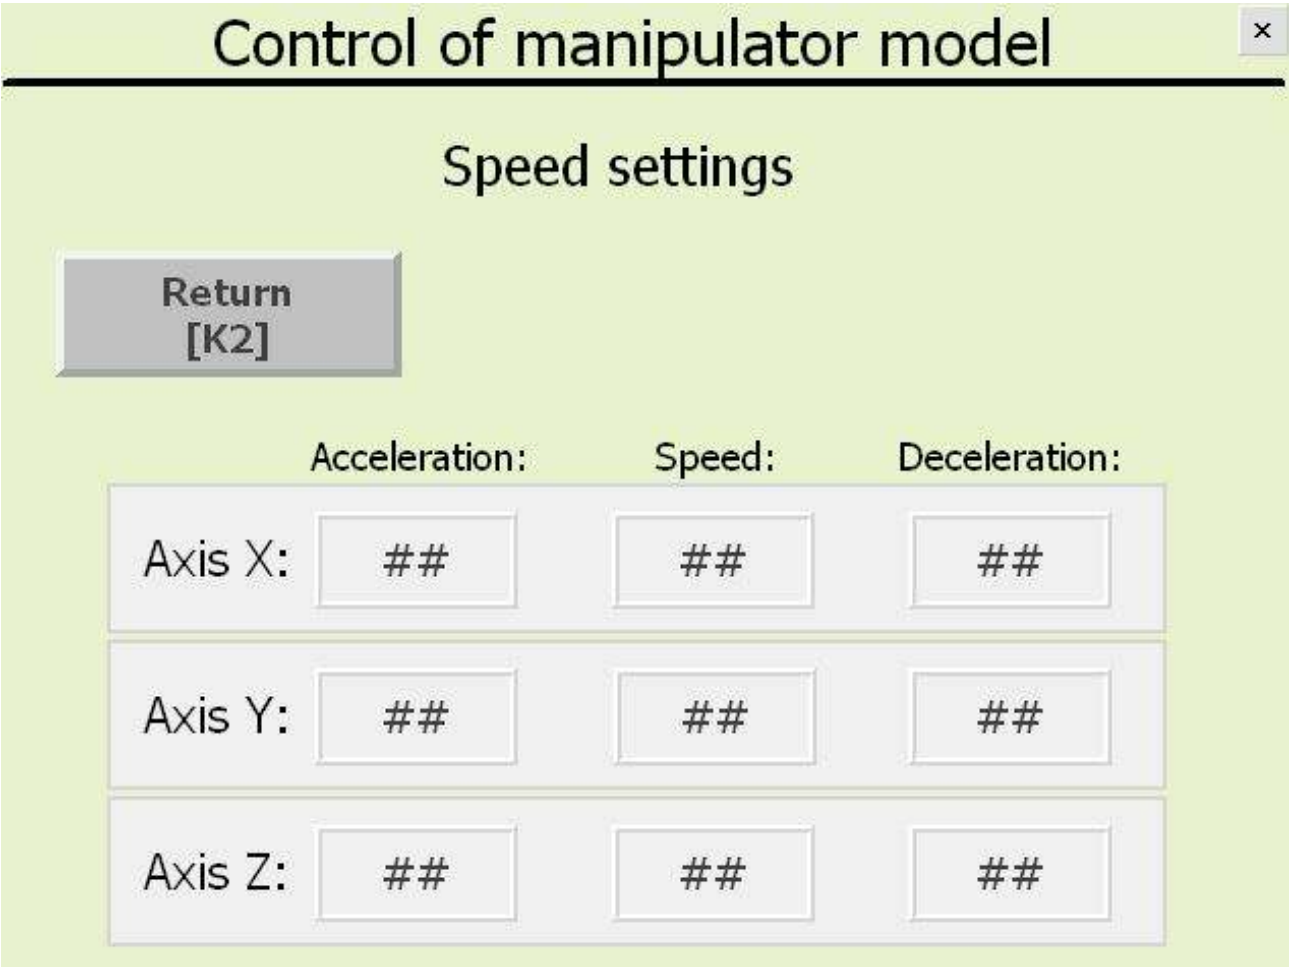 Control of manipulator model
×
Speed settings
Return
[K2]
Acceleration: Speed: Deceleration:
Axis X: ## ## ##
Axis Y: ## ## ##
Axis Z: ## ## ##